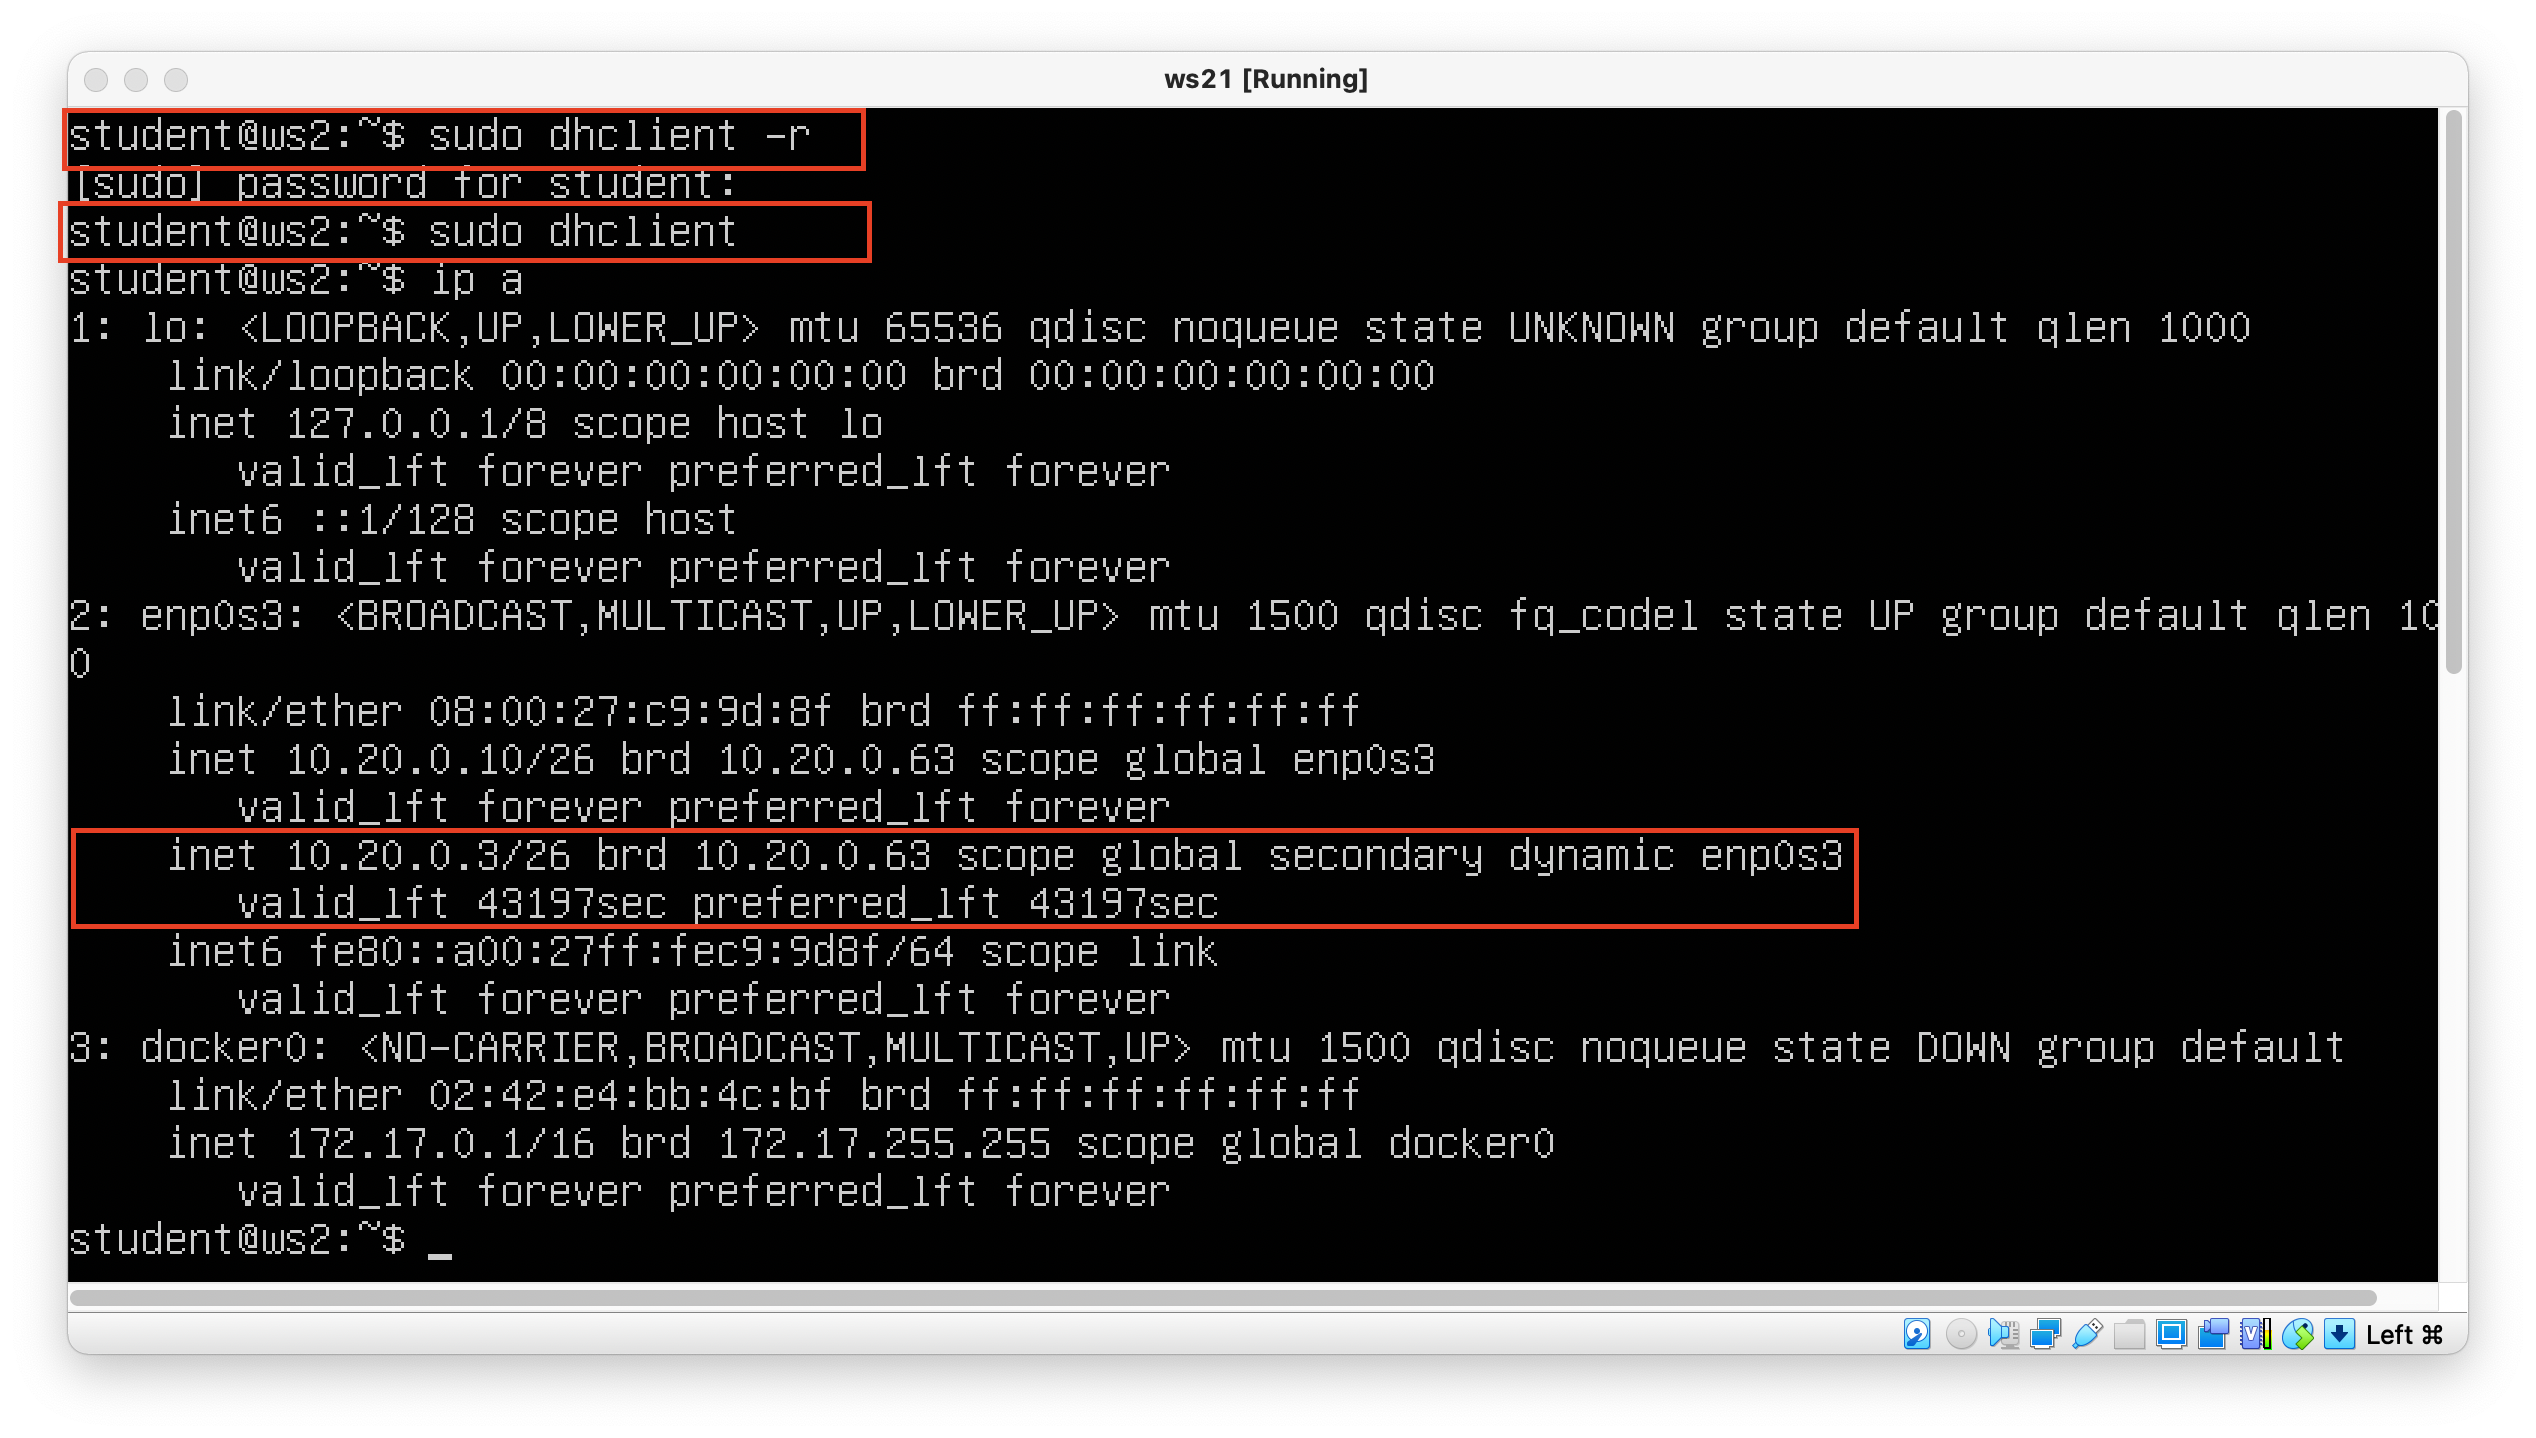 ws21 [Running]
student@ws2:~$ sudo dhclient -r
[sudo] password for student:
student@ws2:~$ sudo dhclient
student@ws2:~$ ip a
1: lo: <LOOPBACK,UP,LOWER_UP> mtu 65536 qdisc noqueue state UNKNOWN group default qlen 1000
link/loopback 00:00:00:00:00:00 brd 00:00:00:00:00:00
inet 127.0.0.1/8 scope host lo
valid_lft forever preferred_lft forever
inet6 ::1/128 scope host
valid_lft forever preferred_lft forever
2: enp0s3: <BROADCAST,MULTICAST,UP,LOWER_UP> mtu 1500 qdisc fq_codel state UP group default qlen 10
0
link/ether 08:00:27:c9:9d:8f brd ff:ff:ff:ff:ff:ff
inet 10.20.0.10/26 brd 10.20.0.63 scope global enp0s3
valid_lft forever preferred_lft forever
inet 10.20.0.3/26 brd 10.20.0.63 scope global secondary dynamic enp0s3
valid_lft 43197sec preferred_lft 43197sec
inet6 fe80::a00:27ff:fec9:9d8f/64 scope link
valid_lft forever preferred_lft forever
3: docker0: <NO-CARRIER,BROADCAST,MULTICAST,UP> mtu 1500 qdisc noqueue state DOWN group default
link/ether 02:42:e4:bb:4c:bf brd ff:ff:ff:ff:ff:ff
inet 172.17.0.1/16 brd 172.17.255.255 scope global docker0
valid_lft forever preferred_lft forever
student@ws2:~$ _
Left ⌘